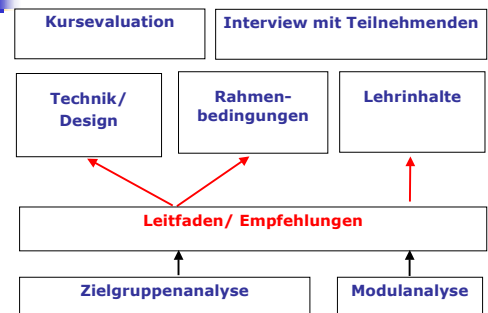 Kursevaluation
Interview mit Teilnehmenden
Technik/
Design
Rahmen-
bedingungen
Lehrinhalte
Leitfaden/ Empfehlungen
Zielgruppenanalyse
Modulanalyse